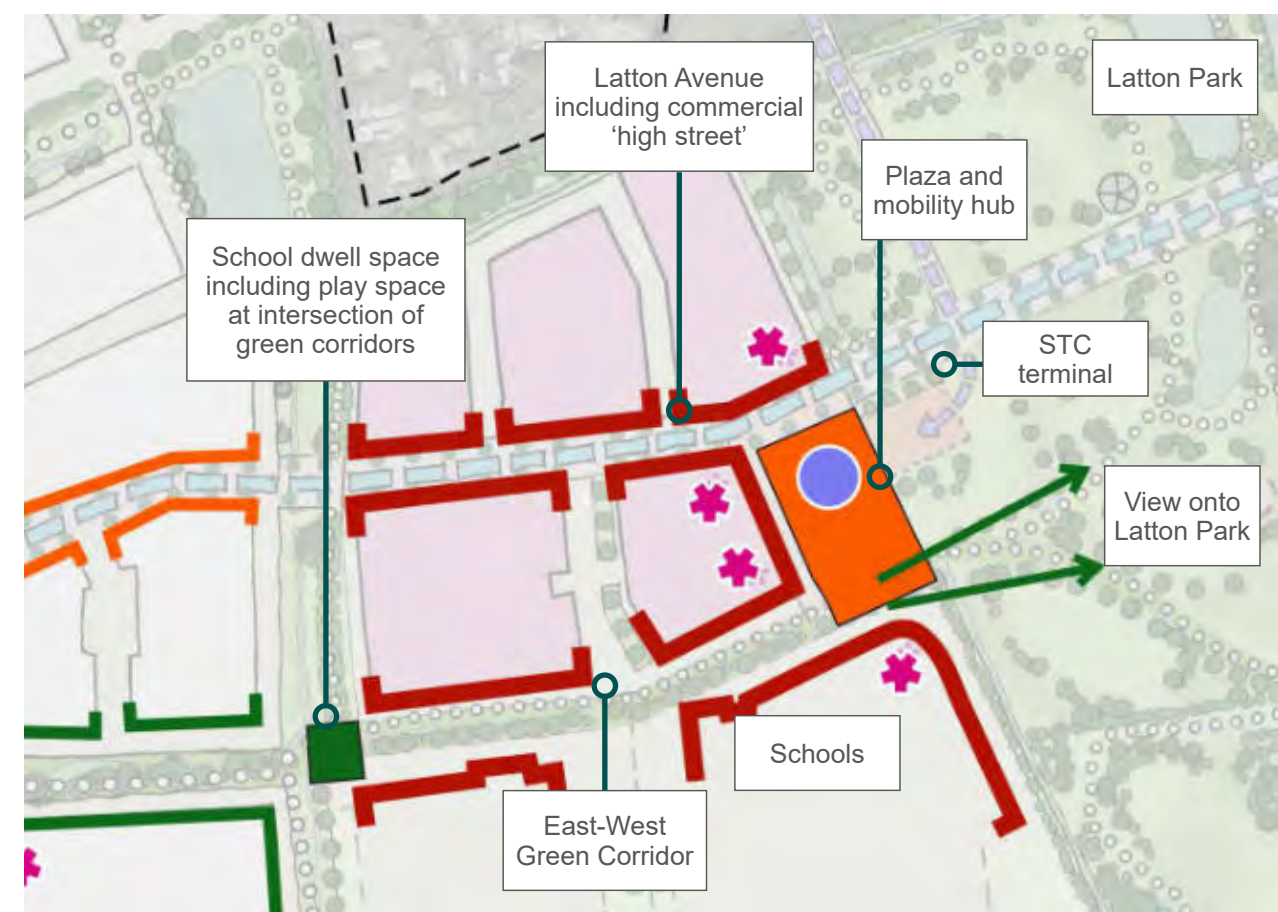 Latton Avenue
including commercial
‘high street’
Latton Park
Plaza and
mobility hub
School dwell space
including play space
at intersection of
green corridors
STC
terminal
View onto
Latton Park
Schools
East-West
Green Corridor